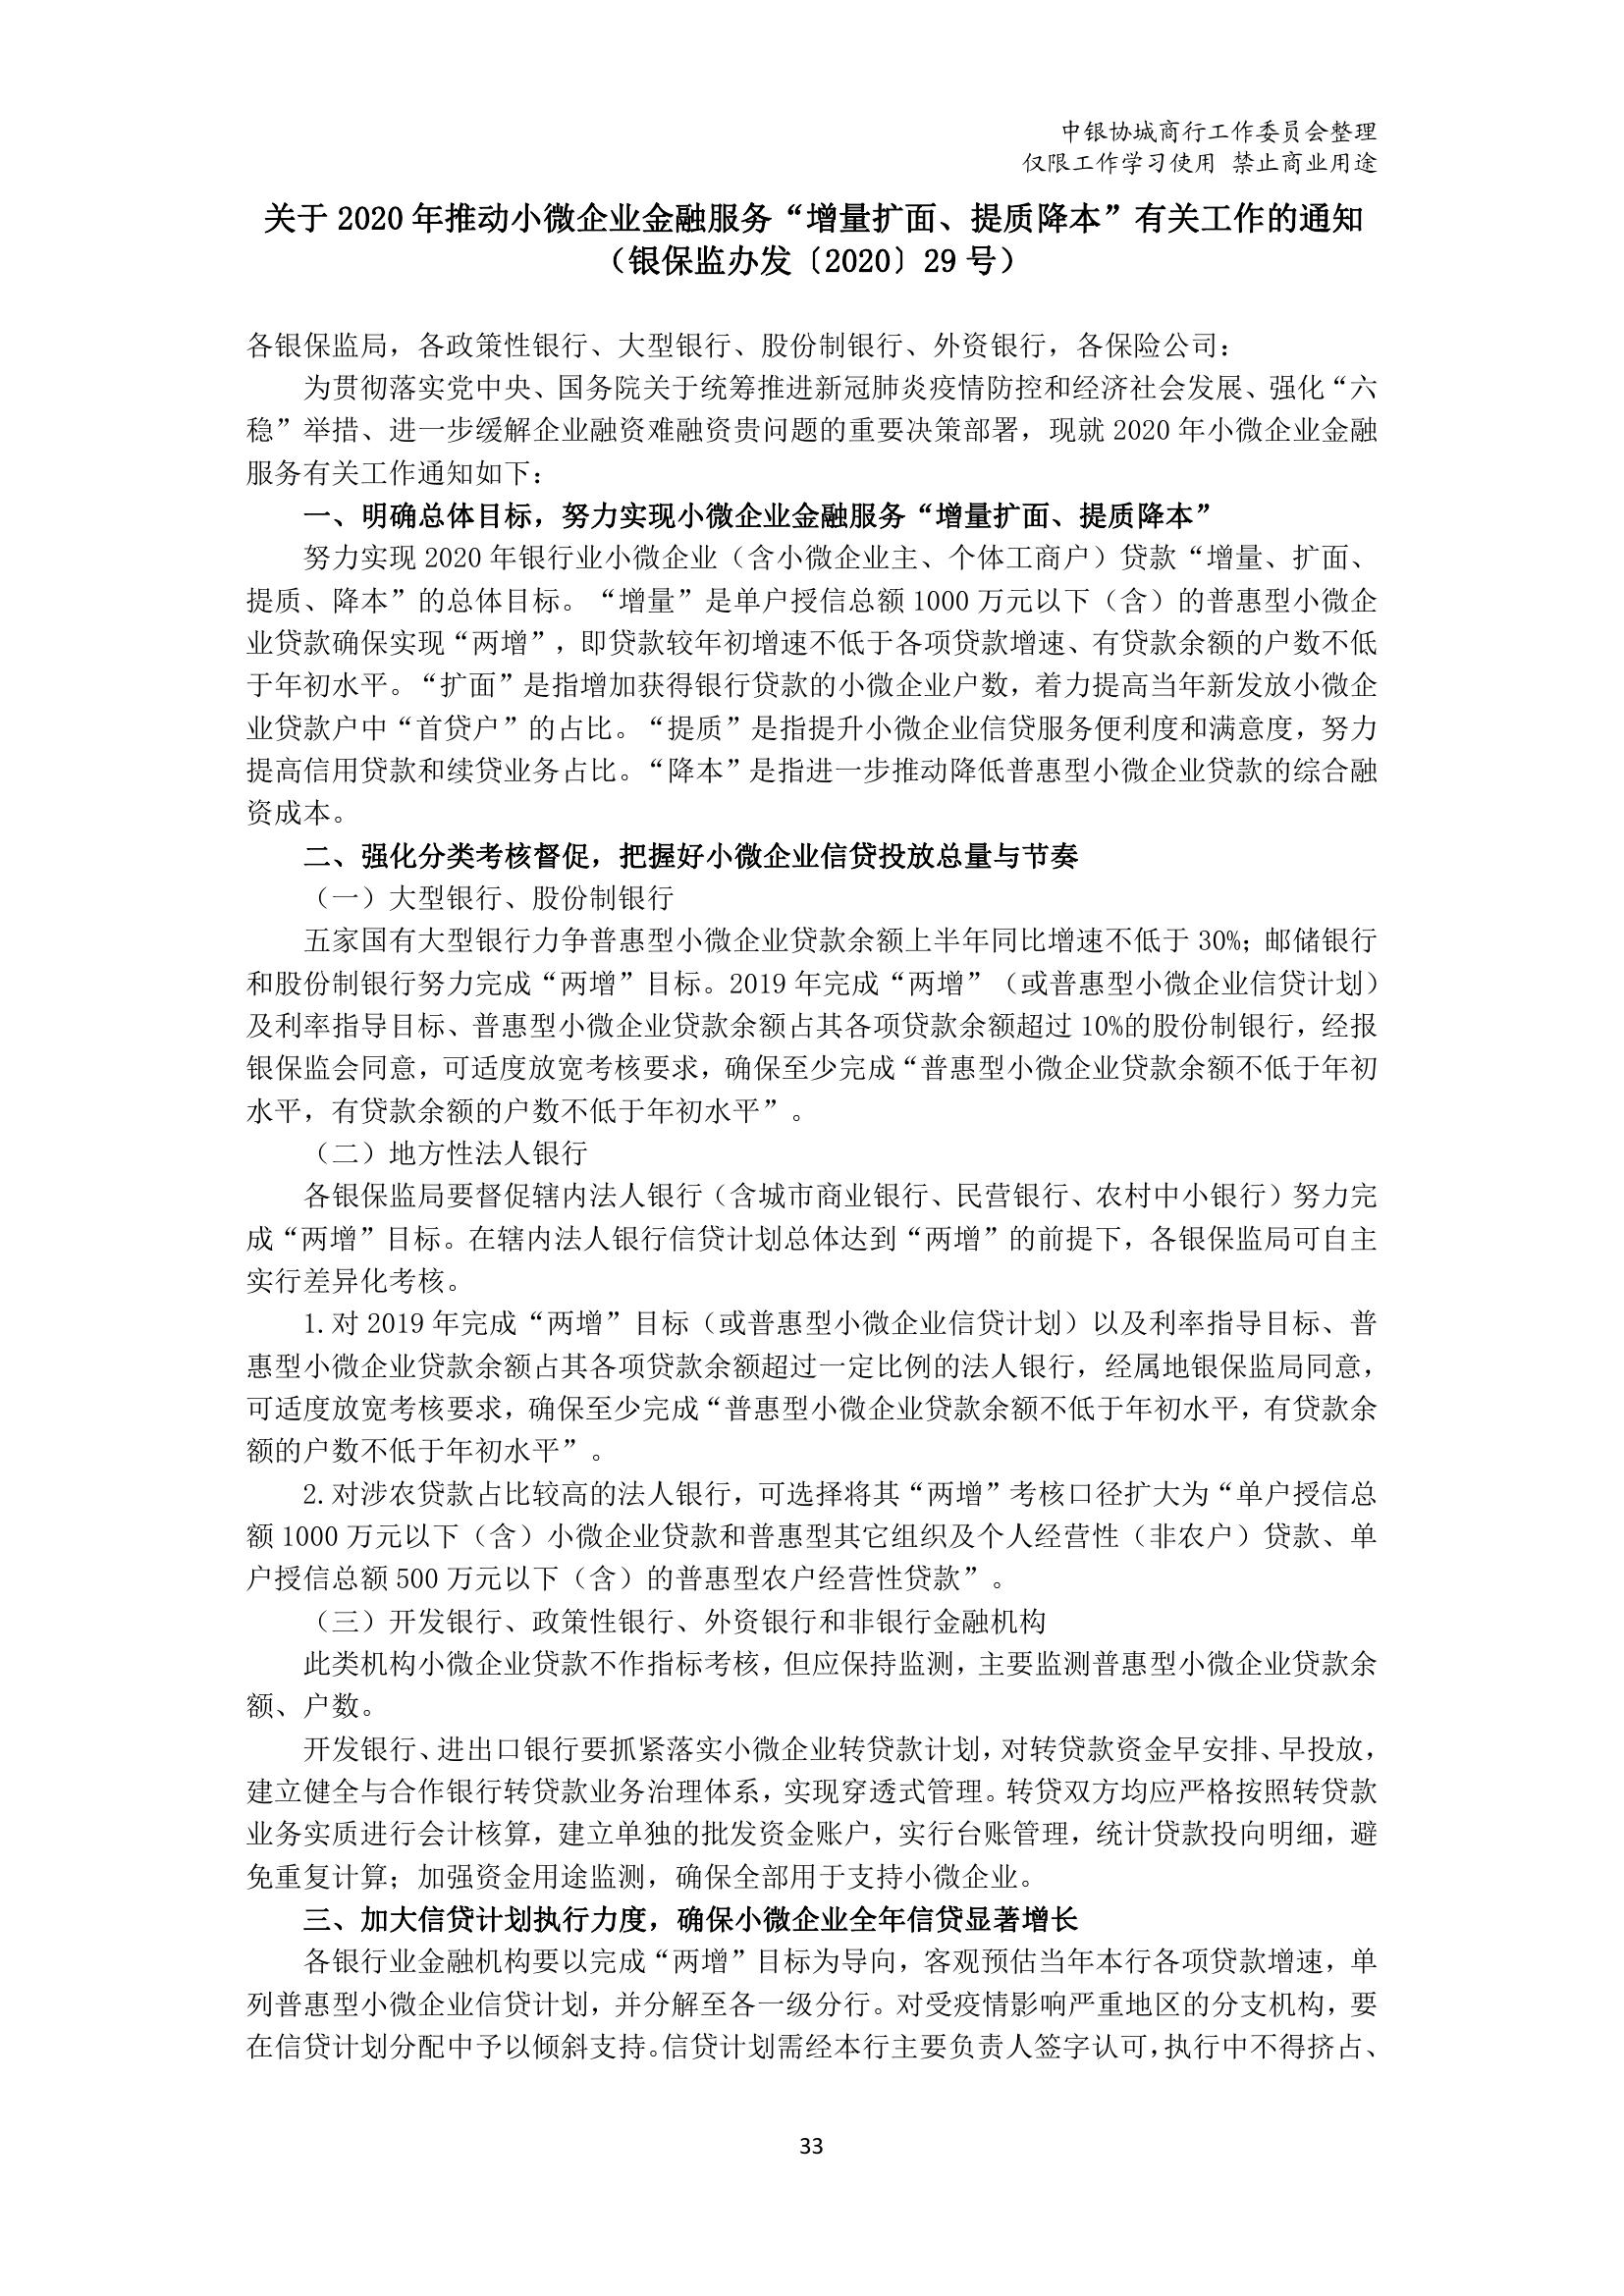 中银协城商行工作委员会整理
仅限工作学习使用 禁止商业用途
关于 2020 年推动小微企业金融服务“增量扩面、提质降本”有关工作的通知
（银保监办发〔2020〕29 号）
各银保监局，各政策性银行、大型银行、股份制银行、外资银行，各保险公司：
为贯彻落实党中央、国务院关于统筹推进新冠肺炎疫情防控和经济社会发展、强化“六
稳”举措、进一步缓解企业融资难融资贵问题的重要决策部署，现就 2020 年小微企业金融
服务有关工作通知如下：
一、明确总体目标，努力实现小微企业金融服务“增量扩面、提质降本”
努力实现 2020 年银行业小微企业（含小微企业主、个体工商户）贷款“增量、扩面、
提质、降本”的总体目标。“增量”是单户授信总额 1000 万元以下（含）的普惠型小微企
业贷款确保实现“两增”，即贷款较年初增速不低于各项贷款增速、有贷款余额的户数不低
于年初水平。“扩面”是指增加获得银行贷款的小微企业户数，着力提高当年新发放小微企
业贷款户中“首贷户”的占比。“提质”是指提升小微企业信贷服务便利度和满意度，努力
提高信用贷款和续贷业务占比。“降本”是指进一步推动降低普惠型小微企业贷款的综合融
资成本。
二、强化分类考核督促，把握好小微企业信贷投放总量与节奏
（一）大型银行、股份制银行
五家国有大型银行力争普惠型小微企业贷款余额上半年同比增速不低于 30%；邮储银行
和股份制银行努力完成“两增”目标。2019 年完成“两增”（或普惠型小微企业信贷计划）
及利率指导目标、普惠型小微企业贷款余额占其各项贷款余额超过 10%的股份制银行，经报
银保监会同意，可适度放宽考核要求，确保至少完成“普惠型小微企业贷款余额不低于年初
水平，有贷款余额的户数不低于年初水平”。
（二）地方性法人银行
各银保监局要督促辖内法人银行（含城市商业银行、民营银行、农村中小银行）努力完
成“两增”目标。在辖内法人银行信贷计划总体达到“两增”的前提下，各银保监局可自主
实行差异化考核。
1.对 2019 年完成“两增”目标（或普惠型小微企业信贷计划）以及利率指导目标、普
惠型小微企业贷款余额占其各项贷款余额超过一定比例的法人银行，经属地银保监局同意，
可适度放宽考核要求，确保至少完成“普惠型小微企业贷款余额不低于年初水平，有贷款余
额的户数不低于年初水平”。
2.对涉农贷款占比较高的法人银行，可选择将其“两增”考核口径扩大为“单户授信总
额 1000 万元以下（含）小微企业贷款和普惠型其它组织及个人经营性（非农户）贷款、单
户授信总额 500 万元以下（含）的普惠型农户经营性贷款”。
（三）开发银行、政策性银行、外资银行和非银行金融机构
此类机构小微企业贷款不作指标考核，但应保持监测，主要监测普惠型小微企业贷款余
额、户数。
开发银行、进出口银行要抓紧落实小微企业转贷款计划，对转贷款资金早安排、早投放，
建立健全与合作银行转贷款业务治理体系，实现穿透式管理。转贷双方均应严格按照转贷款
业务实质进行会计核算，建立单独的批发资金账户，实行台账管理，统计贷款投向明细，避
免重复计算；加强资金用途监测，确保全部用于支持小微企业。
三、加大信贷计划执行力度，确保小微企业全年信贷显著增长
各银行业金融机构要以完成“两增”目标为导向，客观预估当年本行各项贷款增速，单
列普惠型小微企业信贷计划，并分解至各一级分行。对受疫情影响严重地区的分支机构，要
在信贷计划分配中予以倾斜支持。信贷计划需经本行主要负责人签字认可，执行中不得挤占、
33